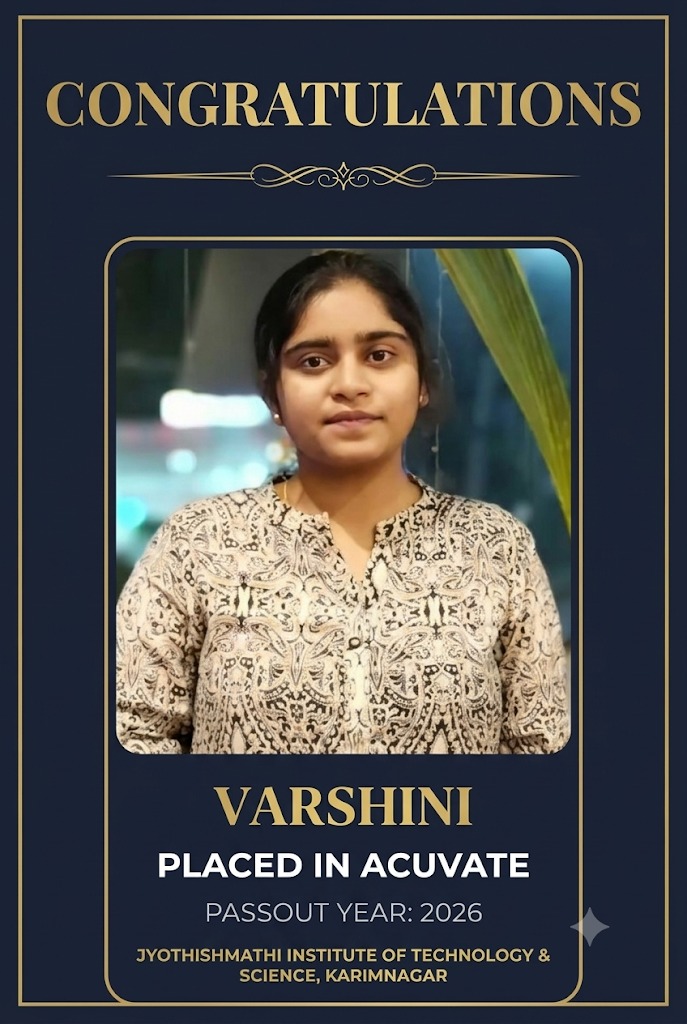 CONGRATULATIONS
VARSHINI
PLACED IN ACUVATE
PASSOUT YEAR: 2026
JYOTHISHMATHI INSTITUTE OF TECHNOLOGY &
SCIENCE, KARIMNAGAR